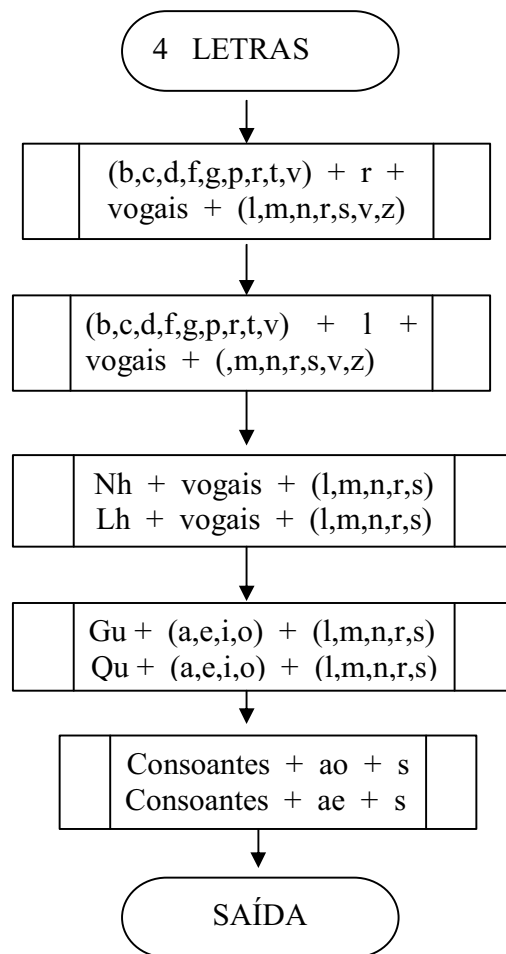 4 LETRAS
(b,c,d,f,g,p,r,t,v) + r +
vogais + (l,m,n,r,s,v,z)
(b,c,d,f,g,p,r,t,v) + l +
vogais + (,m,n,r,s,v,z)
Nh + vogais + (l,m,n,r,s)
Lh + vogais + (l,m,n,r,s)
Gu + (a,e,i,o) + (l,m,n,r,s)
Qu + (a,e,i,o) + (l,m,n,r,s)
Consoantes + ao + s
Consoantes + ae + s
SAÍDA